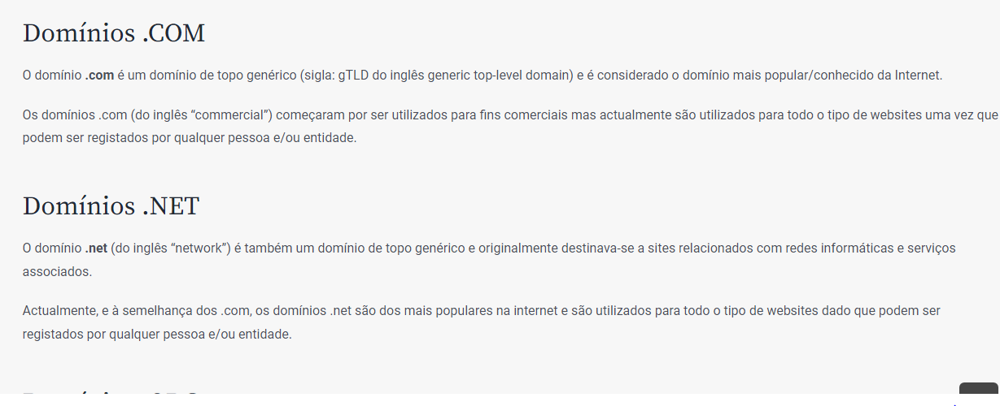 Domínios .COM
O domínio .com é um domínio de topo genérico (sigla: gTLD do inglês generic top-level domain) e é considerado o domínio mais popular/conhecido da Internet.
Os domínios .com (do inglês “commercial”) começaram por ser utilizados para fins comerciais mas actualmente são utilizados para todo o tipo de websites uma vez que
podem ser registados por qualquer pessoa e/ou entidade.
Domínios .NET
O domínio .net (do inglês “network”) é também um domínio de topo genérico e originalmente destinava-se a sites relacionados com redes informáticas e serviços
associados.
Actualmente, e à semelhança dos .com, os domínios .net são dos mais populares na internet e são utilizados para todo o tipo de websites dado que podem ser
registados por qualquer pessoa e/ou entidade.